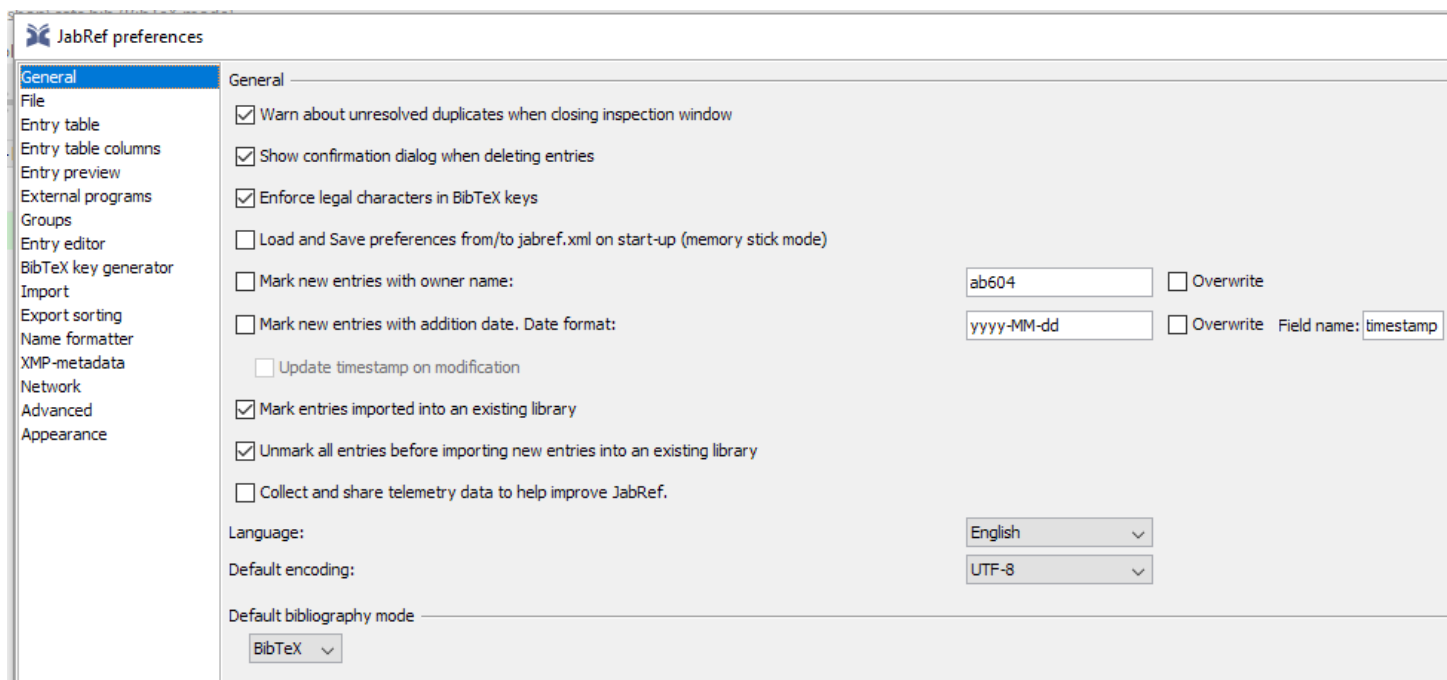 JabRef preferences
General
File
Entry table
Entry table columns
Entry preview
External programs
Groups
Entry editor
BibTeX key generator
Import
Export sorting
Name formatter
XMP-metadata
Network
Advanced
Appearance
General
Warn about unresolved duplicates when closing inspection window
Show confirmation dialog when deleting entries
Enforce legal characters in BibTeX keys
Load and Save preferences from/to jabref.xml on start-up (memory stick mode)
Mark new entries with owner name: ab604 Overwrite
Mark new entries with addition date. Date format: yyyy-MM-dd Overwrite Field name: timestamp
Update timestamp on modification
Mark entries imported into an existing library
Unmark all entries before importing new entries into an existing library
Collect and share telemetry data to help improve JabRef.
Language: English
Default encoding: UTF-8
Default bibliography mode
BibTeX